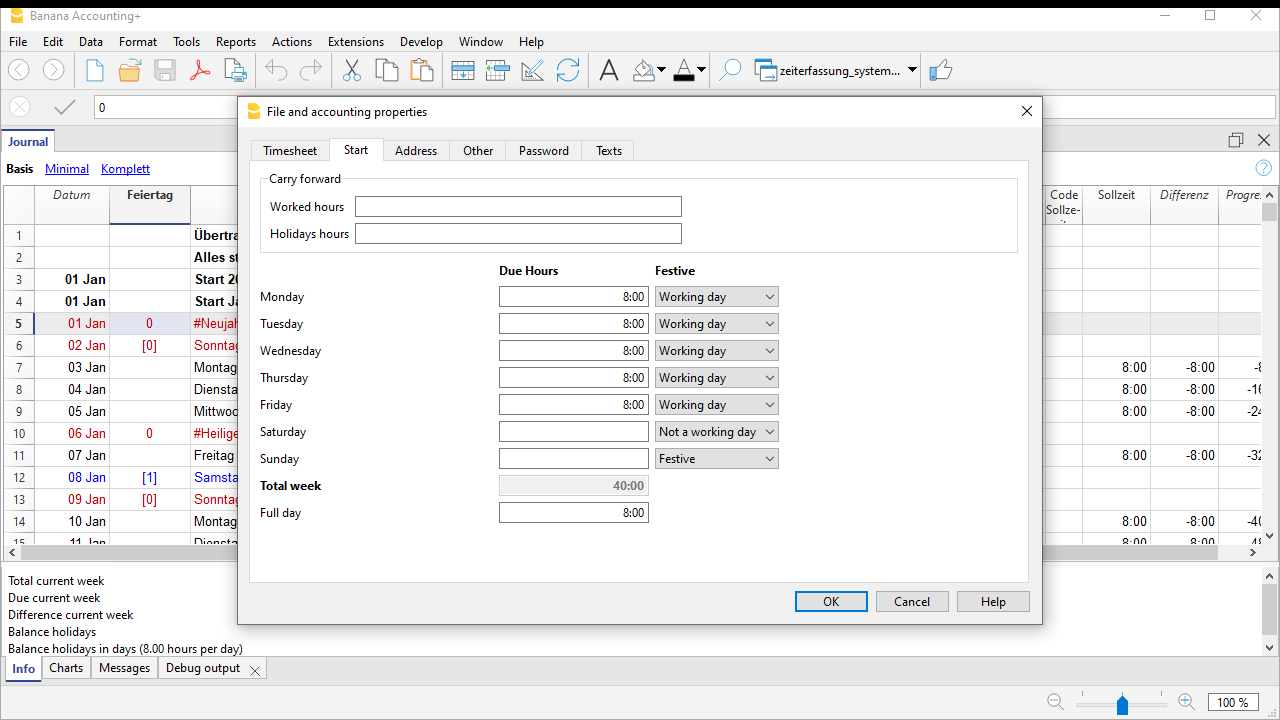 Banana Accounting+
File Edit Data Format Tools Reports Actions Extensions Develop Window Help
zeiterfassung_system...
0
File and accounting properties
Journal
Timesheet Start Address Other Password Texts
Basis Minimal Komplett
Carry forward
Worked hours
Holidays hours
Due Hours Festive
Monday 8:00 Working day
Tuesday 8:00 Working day
Wednesday 8:00 Working day
Thursday 8:00 Working day
Friday 8:00 Working day
Saturday Not a working day
Sunday Festive
Total week 40:00
Full day 8:00
OK Cancel Help
Datum Feiertag Code Sollze- Sollzeit Differenz Progre
1 Übertra
2 Alles st
3 01 Jan Start 20
4 01 Jan Start Ja
5 01 Jan 0 #Neujah
6 02 Jan [0] Sonntag
7 03 Jan Montag 8:00 -8:00 -8
8 04 Jan Diensta 8:00 -8:00 -16
9 05 Jan Mittwoc 8:00 -8:00 -24
10 06 Jan 0 #Heilige
11 07 Jan Freitag 8:00 -8:00 -32
12 08 Jan [1] Samsta
13 09 Jan [0] Sonntag
14 10 Jan Montag 8:00 -8:00 -40
15 11 Jan Diensta 8:00 -8:00 -48
Total current week
Due current week
Difference current week
Balance holidays
Balance holidays in days (8.00 hours per day)
Info Charts Messages Debug output
100 %